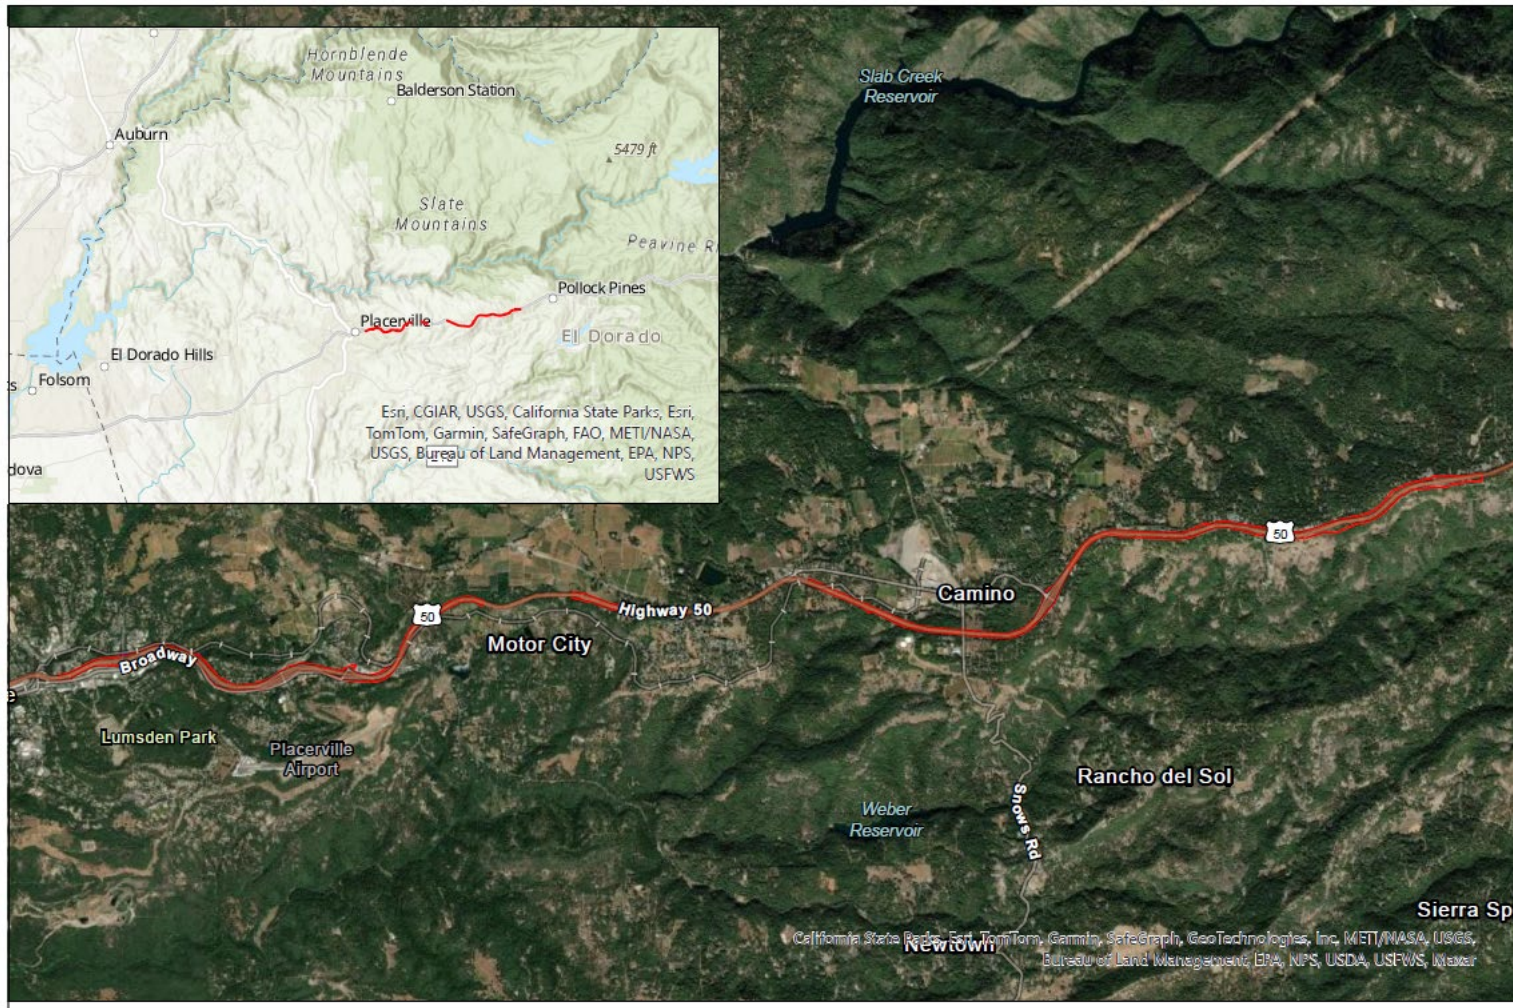 Hornblende
Mountains
Balderson Station
Auburn
5479 ft
Slate
Mountains
Peavine R
Pollock Pines
Placerville
El Dorado
El Dorado Hills
s
Folsom
dova
Esri, CGIAR, USGS, California State Parks, Esri,
TomTom, Garmin, SafeGraph, FAO, METI/NASA,
USGS, Bureau of Land Management, EPA, NPS,
USFWS
Slab Creek
Reservoir
50
Camino
50
Highway 50
Motor City
Broadway
e
Lumsden Park
Placerville
Airport
Rancho del Sol
Weber
Reservoir
Snows Rd
Sierra Sp
Newtown
California State Parks, Esri, TomTom, Garmin, SafeGraph, GeoTechnologies, Inc, METI/NASA, USGS,
Bureau of Land Management, EPA, NPS, USDA, USFWS, Maxar